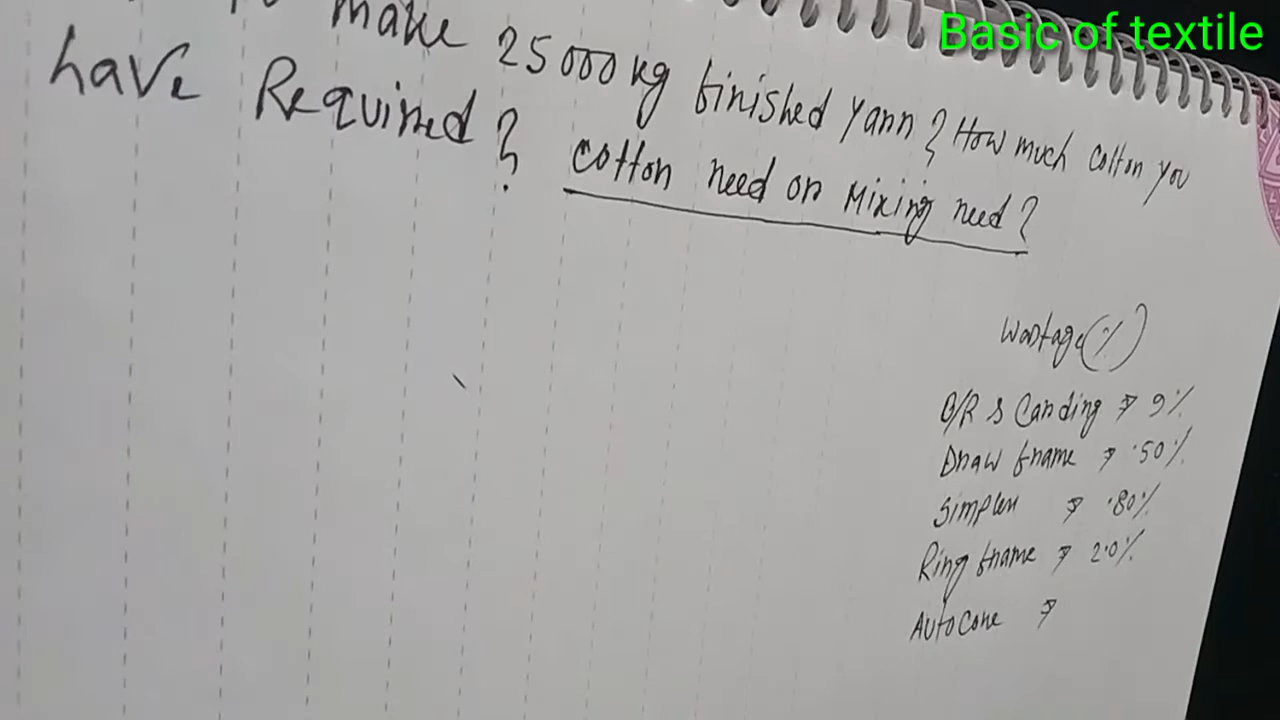 Basic of textile
make 25000 kg finished Yarn? How much cotton you
have Required? cotton need or Mixing need?
Wastage (%)
B/R & Carding → 9%
Draw frame → .50%
Simplex → .80%
Ring frame → 2.0%
Autocone →